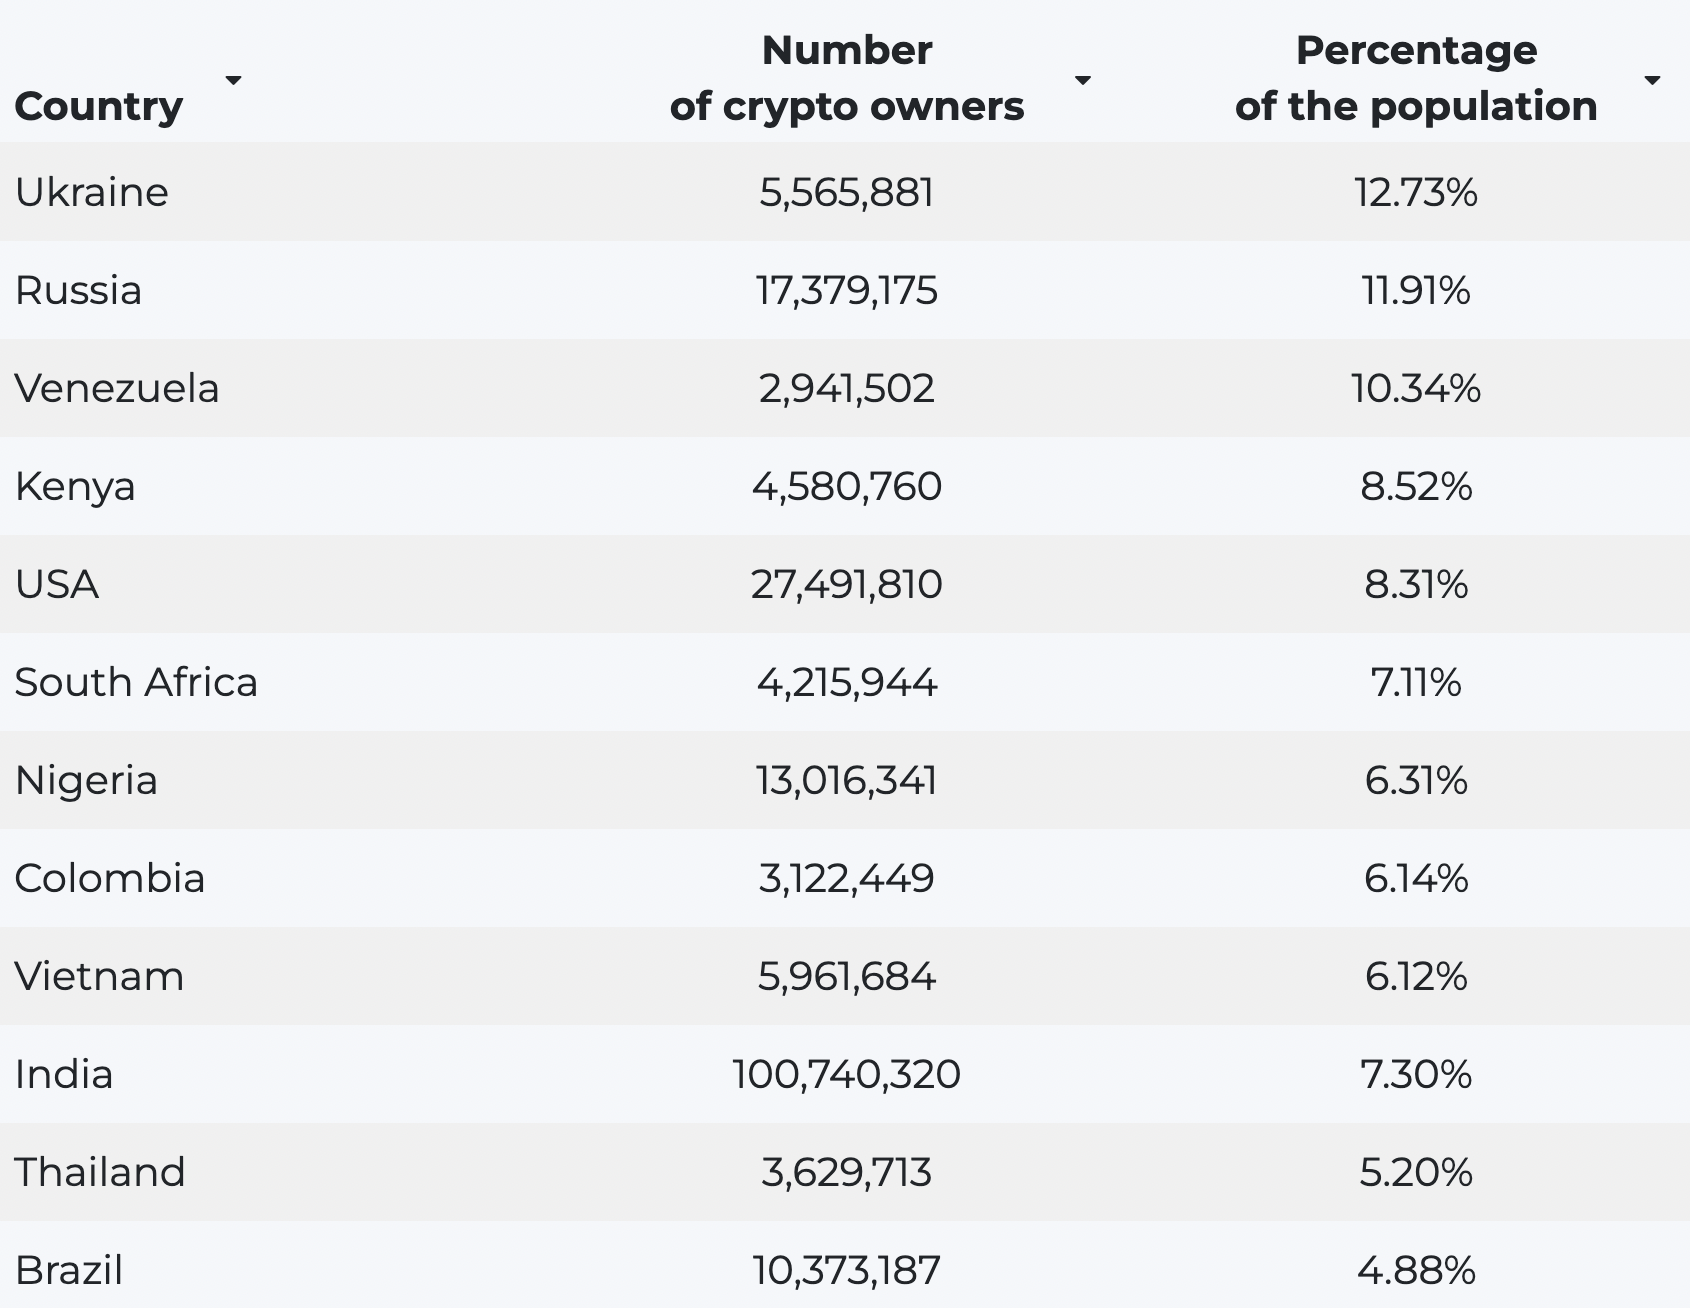 Country
Number
of crypto owners
Percentage
of the population
Ukraine 5,565,881 12.73%
Russia 17,379,175 11.91%
Venezuela 2,941,502 10.34%
Kenya 4,580,760 8.52%
USA 27,491,810 8.31%
South Africa 4,215,944 7.11%
Nigeria 13,016,341 6.31%
Colombia 3,122,449 6.14%
Vietnam 5,961,684 6.12%
India 100,740,320 7.30%
Thailand 3,629,713 5.20%
Brazil 10,373,187 4.88%